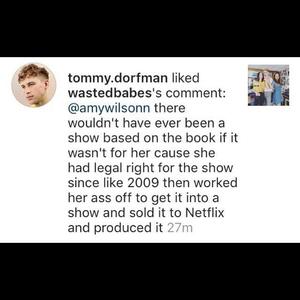 tommy.dorfman liked
wastedbabes's comment:
@amywilsonn there
wouldn't have ever been a
show based on the book if it
wasn't for her cause she
had legal right for the show
since like 2009 then worked
her ass off to get it into a
show and sold it to Netflix
and produced it 27m